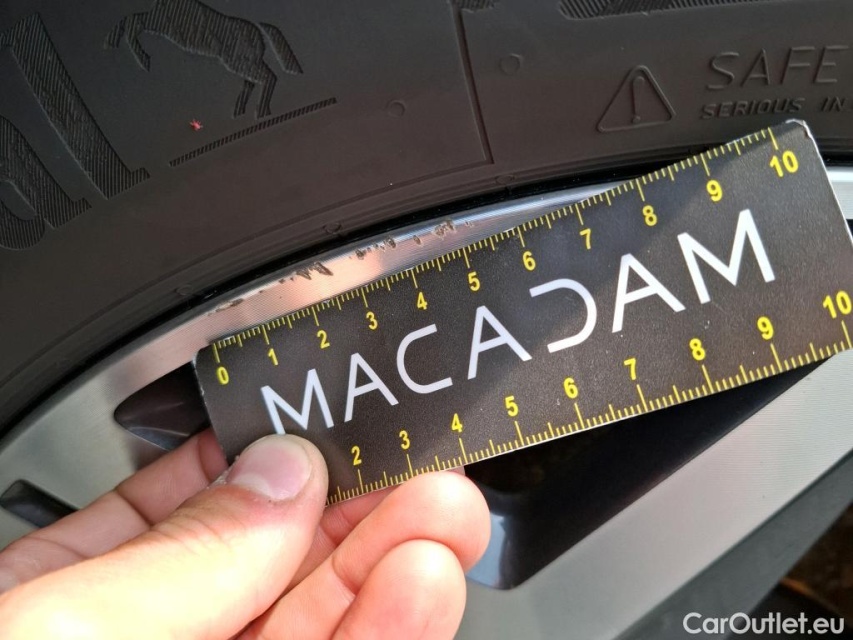 SAFE
SERIOUS IN
0 1 2 3 4 5 6 7 8 9 10
MACADAM
2 3 4 5 6 7 8 9 10
CarOutlet.eu